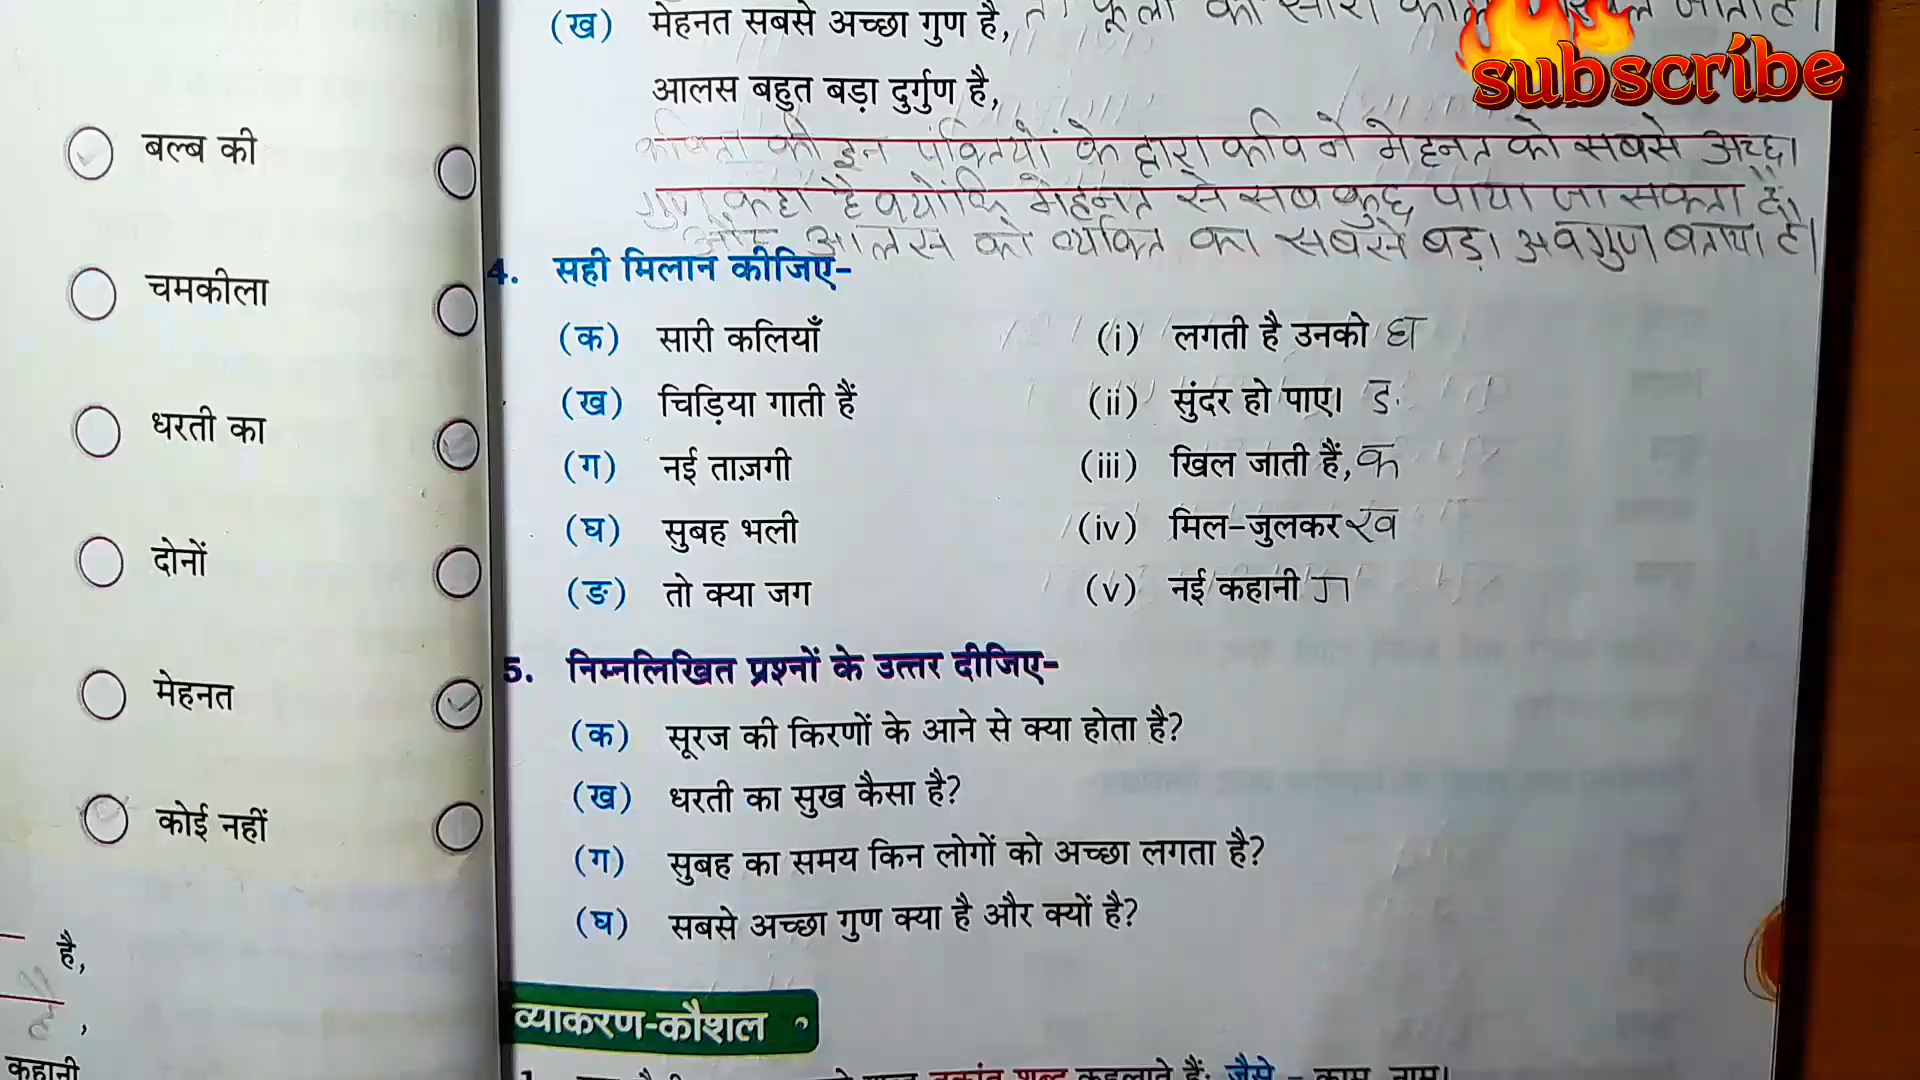 बल्ब की
चमकीला
धरती का
दोनों
मेहनत
कोई नहीं
है,
,
कहानी
(ख) मेहनत सबसे अच्छा गुण है,
subscribe
आलस बहुत बड़ा दुर्गुण है,
कविता की इन पंक्तियों के द्वारा कवि ने मेहनत को सबसे अच्छा
गुण कहा है क्योंकि मेहनत से सब कुछ पाया जा सकता है।
और आलस को व्यक्ति का सबसे बड़ा अवगुण बताया है।
4. सही मिलान कीजिए-
(क) सारी कलियाँ (i) लगती है उनको घ
(ख) चिड़िया गाती हैं (ii) सुंदर हो पाए। ङ
(ग) नई ताज़गी (iii) खिल जाती हैं, क
(घ) सुबह भली (iv) मिल-जुलकर ख
(ङ) तो क्या जग (v) नई कहानी ग
5. निम्नलिखित प्रश्नों के उत्तर दीजिए-
(क) सूरज की किरणों के आने से क्या होता है?
(ख) धरती का सुख कैसा है?
(ग) सुबह का समय किन लोगों को अच्छा लगता है?
(घ) सबसे अच्छा गुण क्या है और क्यों है?
व्याकरण-कौशल
शब्द कहलाते हैं; जैसे - काम, नाम।